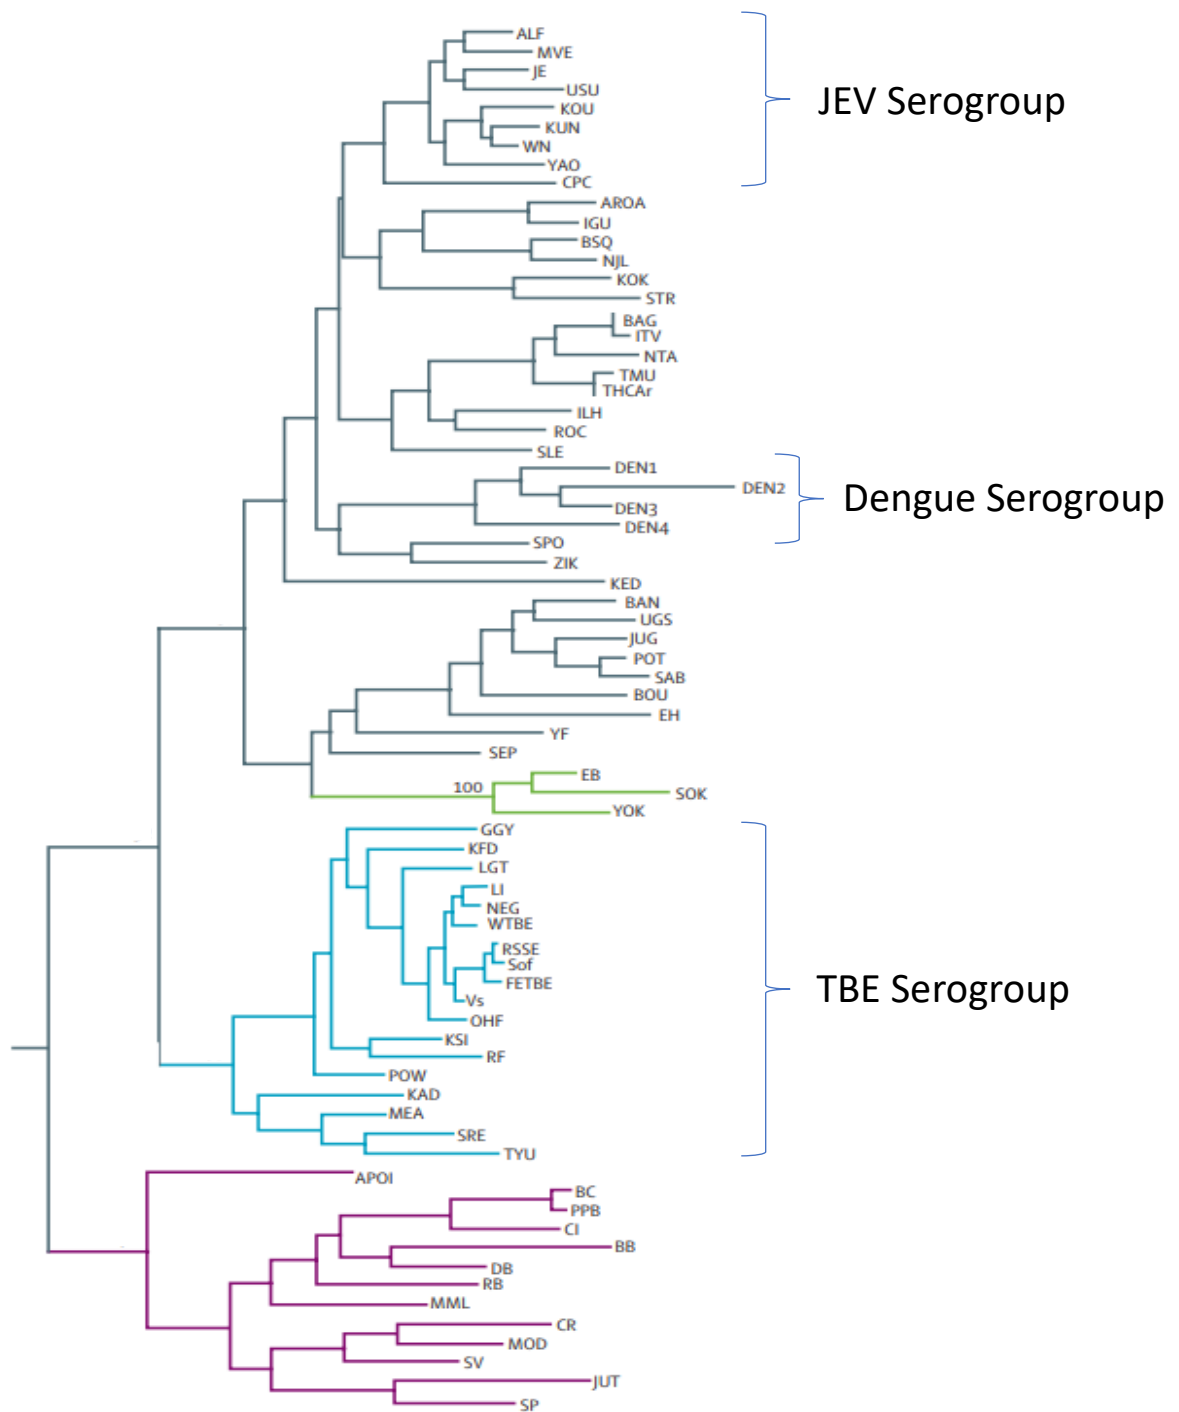 ALF
MVE
JE
USU
JEV Serogroup
KOU
KUN
WN
YAO
CPC
AROA
IGU
BSQ
NJL
KOK
STR
BAG
ITV
NTA
TMU
THCAr
ILH
ROC
SLE
DEN1
DEN2
Dengue Serogroup
DEN3
DEN4
SPO
ZIK
KED
BAN
UGS
JUG
POT
SAB
BOU
EH
YF
SEP
EB
100
SOK
YOK
GGY
KFD
LGT
LI
NEG
WTBE
RSSE
Sof
FETBE
TBE Serogroup
Vs
OHF
KSI
RF
POW
KAD
MEA
SRE
TYU
APOI
BC
PPB
CI
BB
DB
RB
MML
CR
MOD
SV
JUT
SP